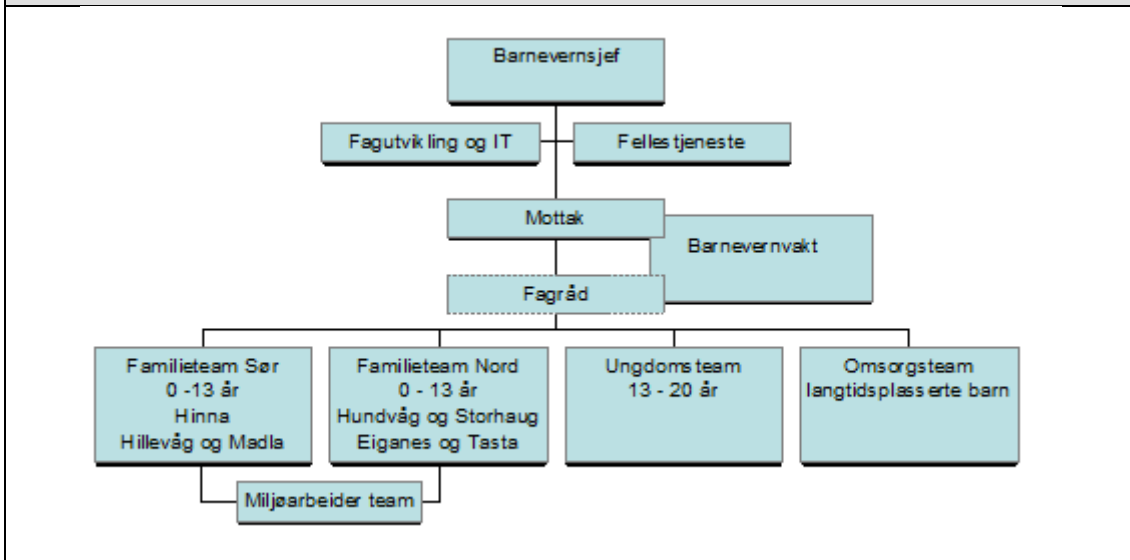 Barnevernsjef
Fagutvikling og IT
Fellestjeneste
Mottak
Barnevernvakt
Fagråd
Familieteam Sør
0 -13 år
Hinna
Hillevåg og Madla
Familieteam Nord
0 - 13 år
Hundvåg og Storhaug
Eiganes og Tasta
Ungdomsteam
13 - 20 år
Omsorgsteam
langtidsplasserte barn
Miljøarbeider team